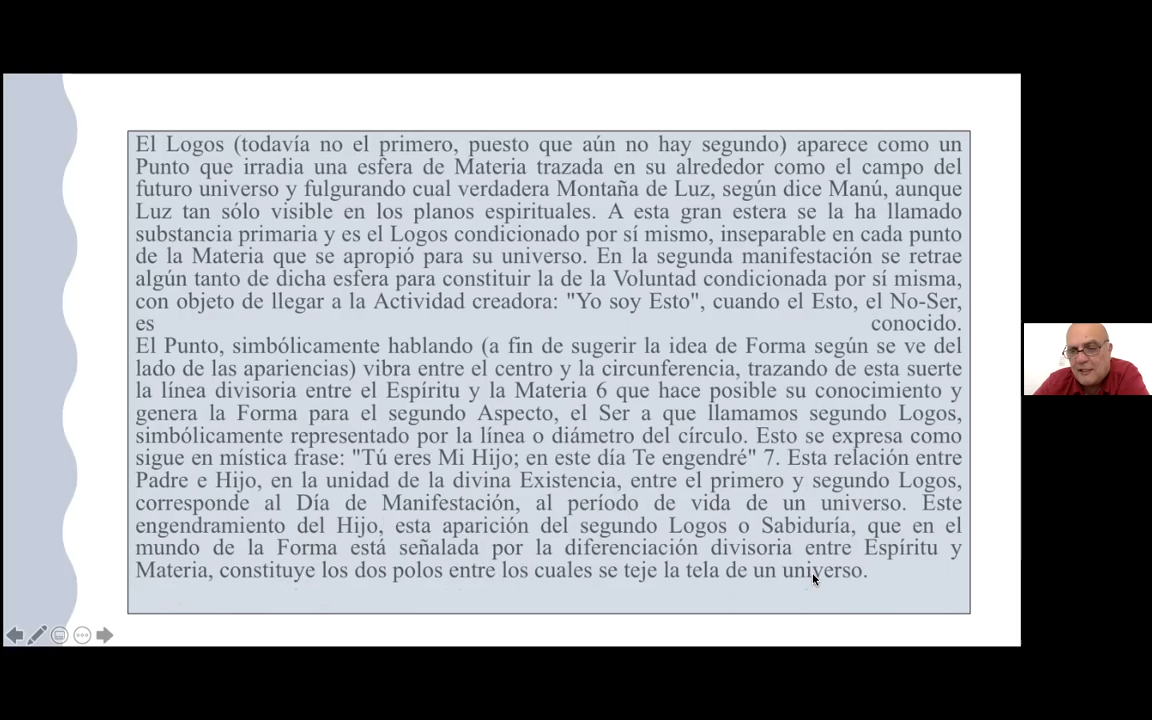 El Logos (todavía no el primero, puesto que aún no hay segundo) aparece como un
Punto que irradia una esfera de Materia trazada en su alrededor como el campo del
futuro universo y fulgurando cual verdadera Montaña de Luz, según dice Manú, aunque
Luz tan sólo visible en los planos espirituales. A esta gran estera se la ha llamado
substancia primaria y es el Logos condicionado por sí mismo, inseparable en cada punto
de la Materia que se apropió para su universo. En la segunda manifestación se retrae
algún tanto de dicha esfera para constituir la de la Voluntad condicionada por sí misma,
con objeto de llegar a la Actividad creadora: "Yo soy Esto", cuando el Esto, el No-Ser,
es conocido.
El Punto, simbólicamente hablando (a fin de sugerir la idea de Forma según se ve del
lado de las apariencias) vibra entre el centro y la circunferencia, trazando de esta suerte
la línea divisoria entre el Espíritu y la Materia 6 que hace posible su conocimiento y
genera la Forma para el segundo Aspecto, el Ser a que llamamos segundo Logos,
simbólicamente representado por la línea o diámetro del círculo. Esto se expresa como
sigue en mística frase: "Tú eres Mi Hijo; en este día Te engendré" 7. Esta relación entre
Padre e Hijo, en la unidad de la divina Existencia, entre el primero y segundo Logos,
corresponde al Día de Manifestación, al período de vida de un universo. Este
engendramiento del Hijo, esta aparición del segundo Logos o Sabiduría, que en el
mundo de la Forma está señalada por la diferenciación divisoria entre Espíritu y
Materia, constituye los dos polos entre los cuales se teje la tela de un universo.